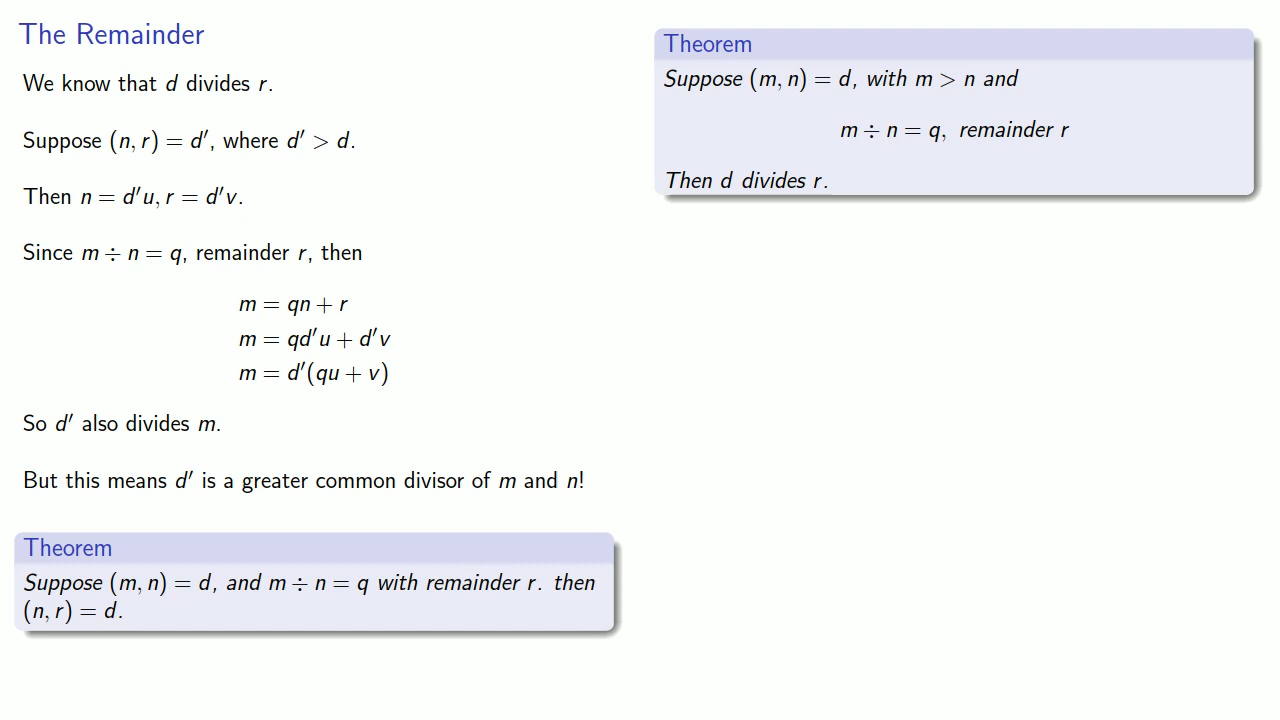 The Remainder
We know that d divides r.
Suppose (n, r) = d′, where d′ > d.
Then n = d′u, r = d′v.
Since m ÷ n = q, remainder r, then
m = qn + r
m = qd′u + d′v
m = d′(qu + v)
So d′ also divides m.
But this means d′ is a greater common divisor of m and n!
Theorem
Suppose (m, n) = d, and m ÷ n = q with remainder r. then
(n, r) = d.
Theorem
Suppose (m, n) = d, with m > n and
m ÷ n = q, remainder r
Then d divides r.